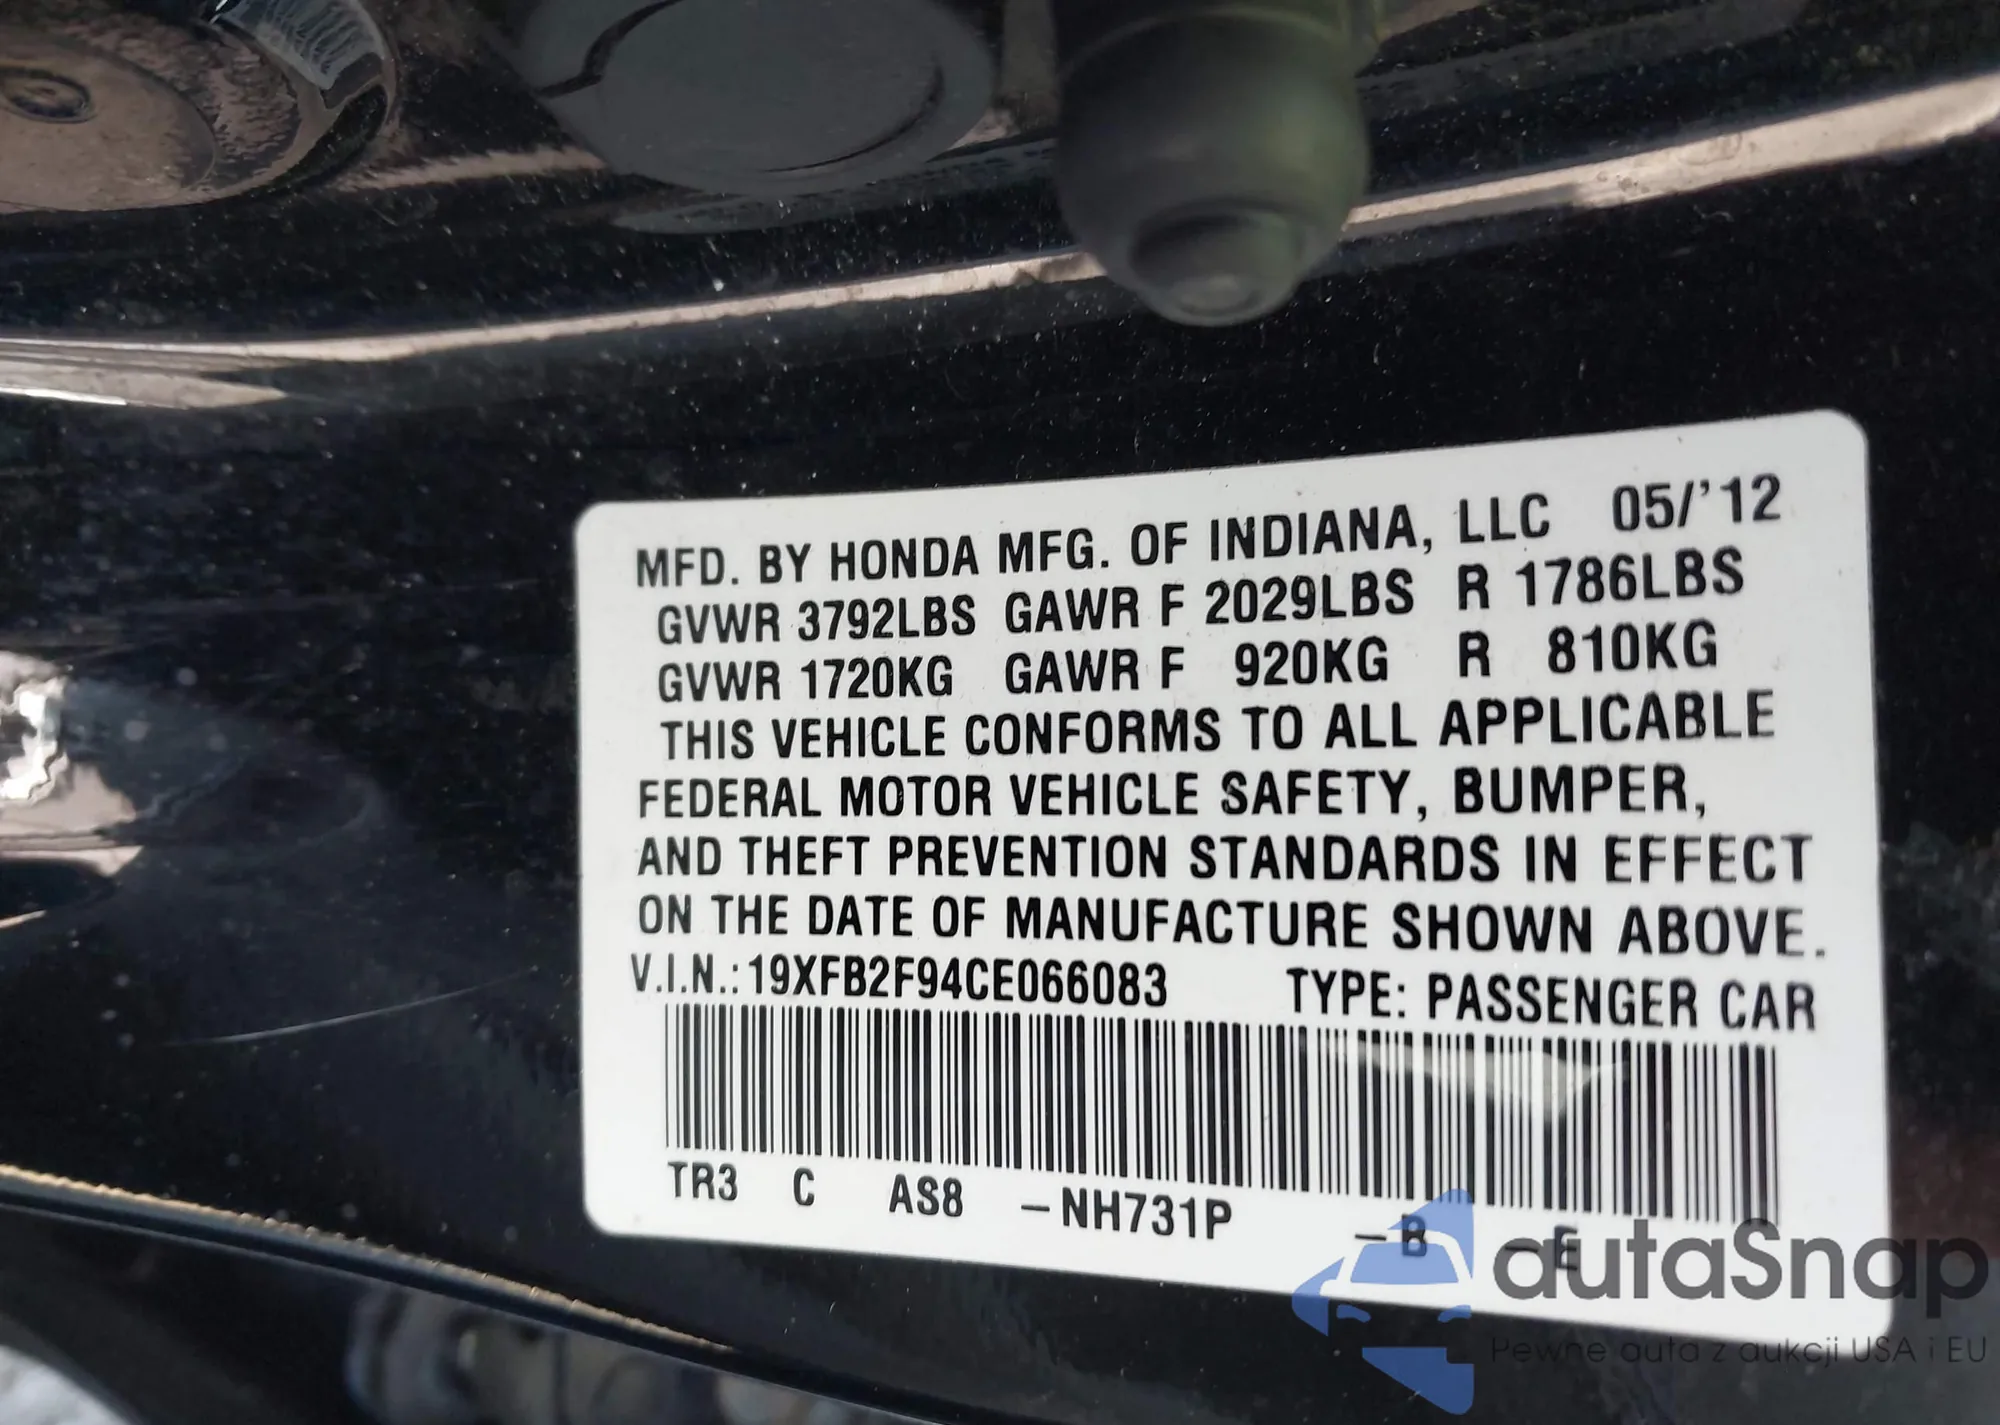 MFD. BY HONDA MFG. OF INDIANA, LLC 05/'12
GVWR 3792LBS GAWR F 2029LBS R 1786LBS
GVWR 1720KG GAWR F 920KG R 810KG
THIS VEHICLE CONFORMS TO ALL APPLICABLE
FEDERAL MOTOR VEHICLE SAFETY, BUMPER,
AND THEFT PREVENTION STANDARDS IN EFFECT
ON THE DATE OF MANUFACTURE SHOWN ABOVE.
V.I.N.: 19XFB2F94CE066083 TYPE: PASSENGER CAR
TR3 C AS8 –NH731P –B –E
autaSnap
Pewne auta z aukcji USA i EU